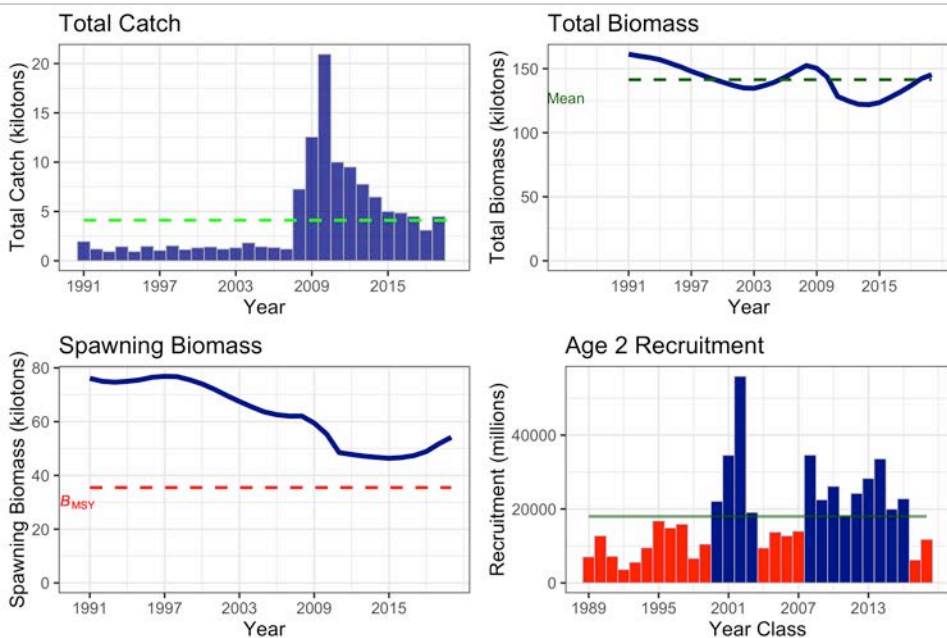 Total Catch
Total Catch (kilotons)
20
15
10
5
0
1991 1997 2003 2009 2015
Year
Total Biomass
Total Biomass (kilotons)
150
Mean
100
50
0
1991 1997 2003 2009 2015
Year
Spawning Biomass
Spawning Biomass (kilotons)
80
60
40
BMSY
20
0
1991 1997 2003 2009 2015
Year
Age 2 Recruitment
Recruitment (millions)
40000
20000
0
1989 1995 2001 2007 2013
Year Class